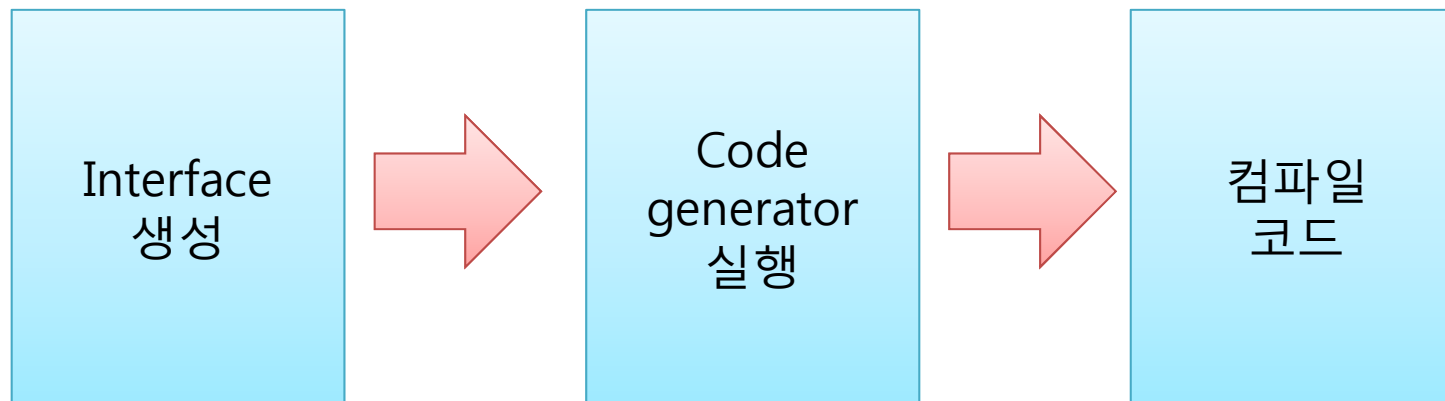 Interface
생성
Code
generator
실행
컴파일
코드